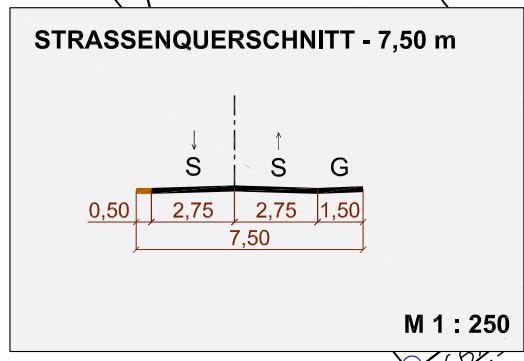 STRASSENQUERSCHNITT - 7,50 m
S S G
0,50 2,75 2,75 1,50
7,50
M 1 : 250